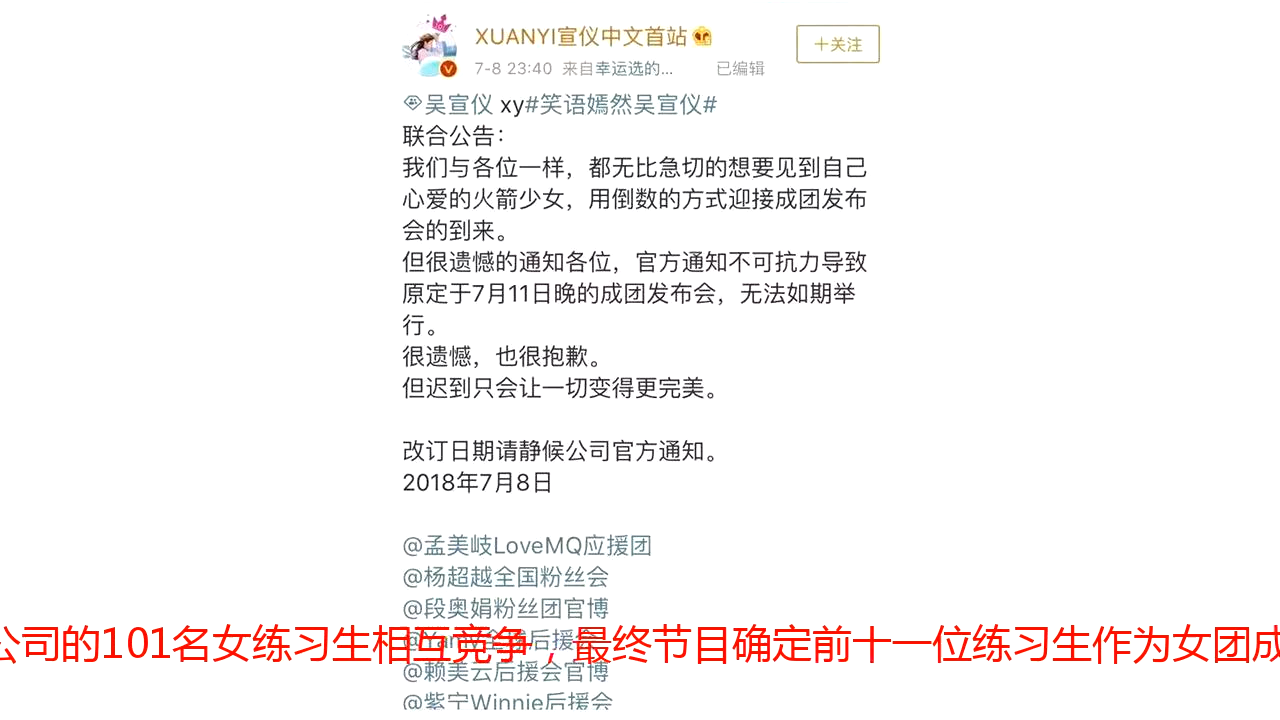 XUANYI宣仪中文首站
+关注
7-8 23:40 来自幸运选的... 已编辑
吴宣仪 xy#笑语嫣然吴宣仪#
联合公告：
我们与各位一样，都无比急切的想要见到自己
心爱的火箭少女，用倒数的方式迎接成团发布
会的到来。
但很遗憾的通知各位，官方通知不可抗力导致
原定于7月11日晚的成团发布会，无法如期举
行。
很遗憾，也很抱歉。
但迟到只会让一切变得更完美。
改订日期请静候公司官方通知。
2018年7月8日
@孟美岐LoveMQ应援团
@杨超越全国粉丝会
@段奥娟粉丝团官博
公司的101名女练习生相互竞争，最终节目确定前十一位练习生作为女团成
@赖美云后援会官博
@紫宁Winnie后援会